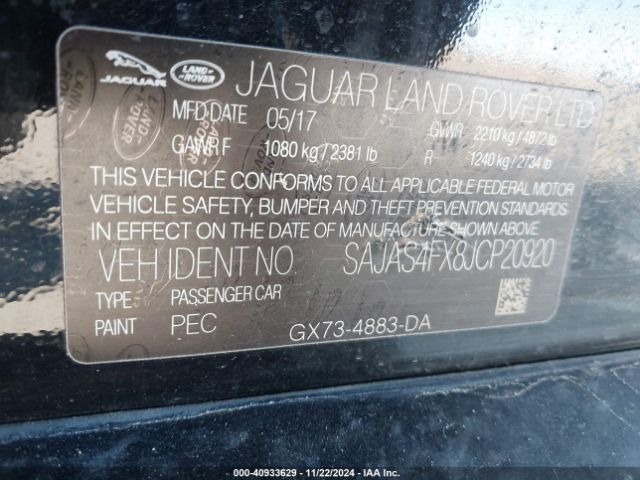 JAGUAR LAND-ROVER JAGUAR LAND ROVER LTD
MFD DATE 05/17 GVWR 2210 kg / 4872 lb
GAWR F 1080 kg / 2381 lb R 1240 kg / 2734 lb
THIS VEHICLE CONFORMS TO ALL APPLICABLE FEDERAL MOTOR
VEHICLE SAFETY, BUMPER AND THEFT PREVENTION STANDARDS
IN EFFECT ON THE DATE OF MANUFACTURE SHOWN ABOVE.
VEH IDENT NO. SAJAS4FX8JCP20920
TYPE: PASSENGER CAR
PAINT PEC GX73-4883-DA
000-40933629 - 11/22/2024 - IAA Inc.